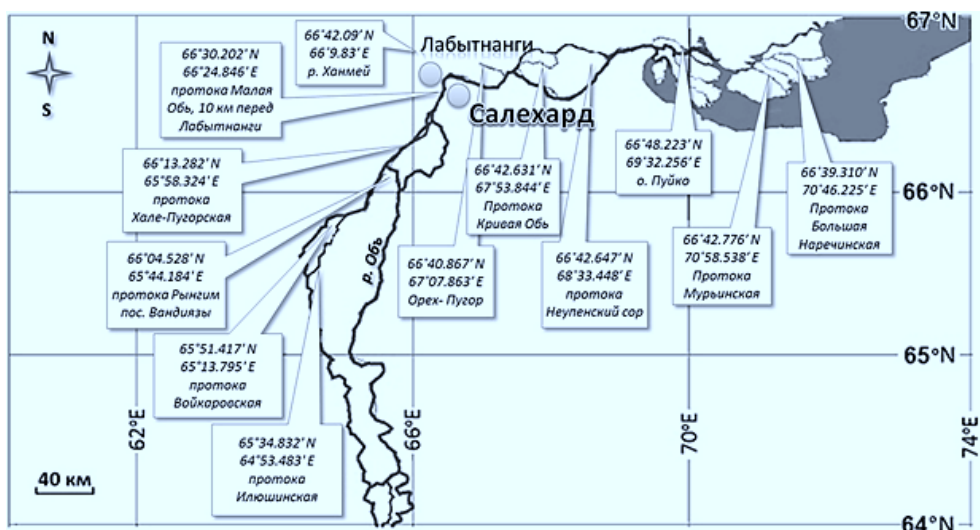 67°N
N
S
66°42.09' N
66°9.83' E
р. Ханмей
Лабытнанги
66°30.202' N
66°24.846' E
протока Малая
Обь, 10 км перед
Лабытнанги
Салехард
66°13.282' N
65°58.324' E
протока
Хале-Пугорская
66°42.631' N
67°53.844' E
Протока
Кривая Обь
66°48.223' N
69°32.256' E
о. Пуйко
66°39.310' N
70°46.225' E
Протока
Большая
Наречинская
66°N
66°04.528' N
65°44.184' E
протока Рынгим
пос. Вандиязы
р. Обь
66°40.867' N
67°07.863' E
Орех- Пугор
66°42.647' N
68°33.448' E
протока
Неупенский сор
66°42.776' N
70°58.538' E
Протока
Мурьинская
65°51.417' N
65°13.795' E
протока
Войкаровская
65°N
65°34.832' N
64°53.483' E
протока
Илюшинская
62°E
66°E
70°E
74°E
40 км
64°N